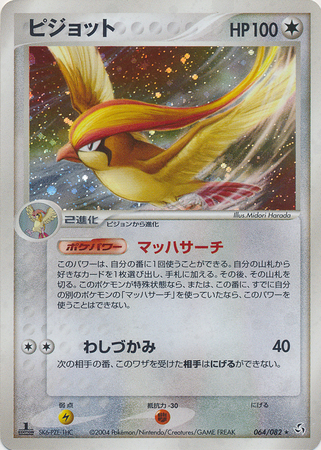 ピジョット HP100
Illus.Midori Harada
2進化 ピジョンから進化
ポケパワー マッハサーチ
このパワーは、自分の番に1回使うことができる。自分の山札から
好きなカードを1枚選び出し、手札に加える。その後、その山札を
切る。このポケモンが特殊状態なら、または、この番に、すでに自
分の別のポケモンの「マッハサーチ」を使っていたなら、このパワーを
使うことはできない。
わしづかみ 40
次の相手の番、このワザを受けた相手はにげるができない。
弱点 抵抗力 -30 にげる
1
EDITION
SK6-PZE-THC ©2004 Pokémon/Nintendo/Creatures/GAME FREAK 064/082 ★